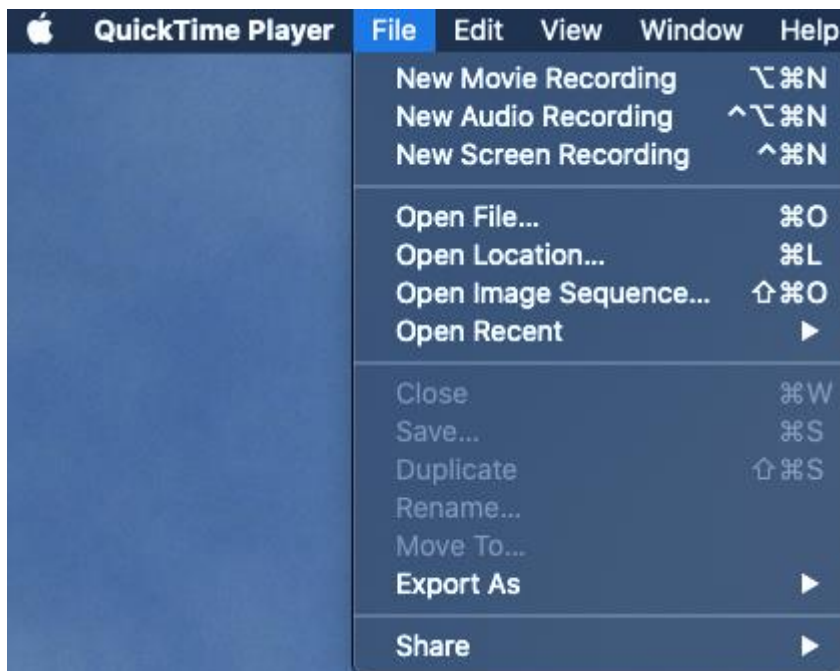 QuickTime Player File Edit View Window Help
New Movie Recording ⌥⌘N
New Audio Recording ^⌥⌘N
New Screen Recording ^⌘N
Open File... ⌘O
Open Location... ⌘L
Open Image Sequence... ⇧⌘O
Open Recent ▶
Close ⌘W
Save... ⌘S
Duplicate ⇧⌘S
Rename...
Move To...
Export As ▶
Share ▶